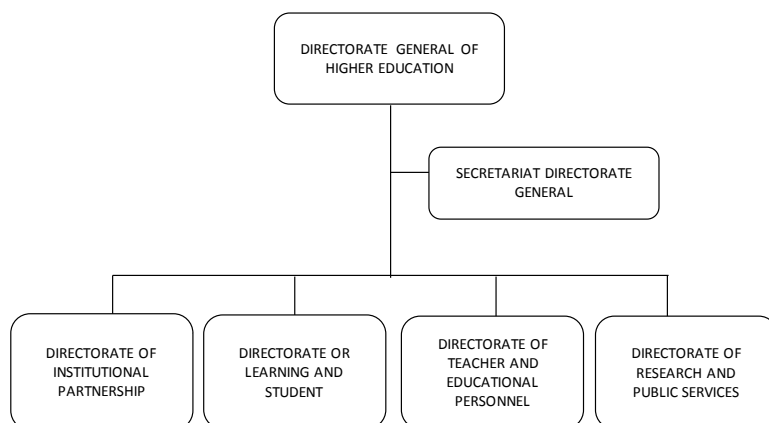 DIRECTORATE GENERAL OF
HIGHER EDUCATION
SECRETARIAT DIRECTORATE
GENERAL
DIRECTORATE OF
INSTITUTIONAL
PARTNERSHIP
DIRECTORATE OR
LEARNING AND
STUDENT
DIRECTORATE OF
TEACHER AND
EDUCATIONAL
PERSONNEL
DIRECTORATE OF
RESEARCH AND
PUBLIC SERVICES